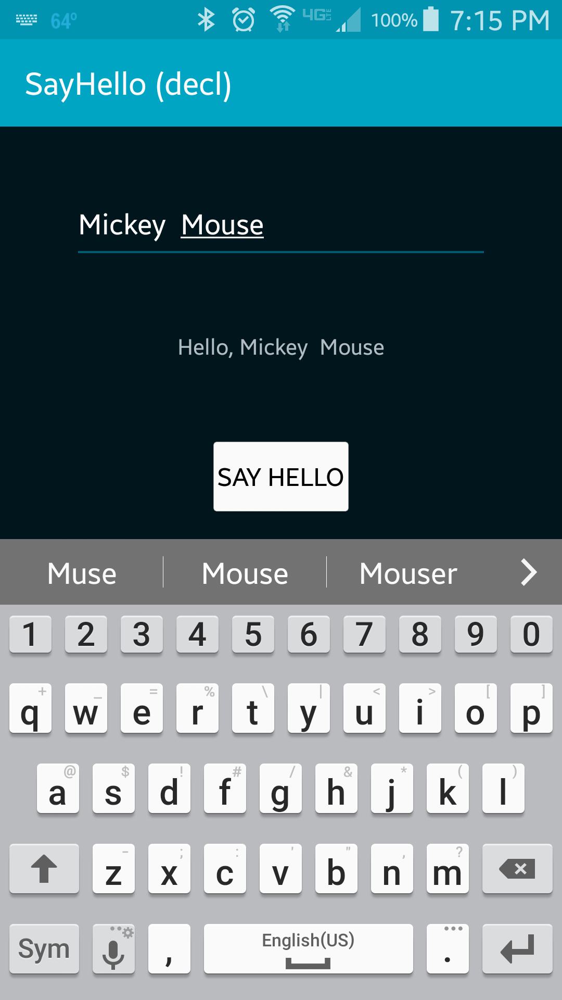 64° 4G LTE 100% 7:15 PM
SayHello (decl)
Mickey  Mouse
Hello, Mickey  Mouse
SAY HELLO
Muse Mouse Mouser
1 2 3 4 5 6 7 8 9 0
+ _ = % \ | < > [ ]
q w e r t y u i o p
@ $ ! # / & * ( )
a s d f g h j k l
- ; : ' " , ?
z x c v b n m
English(US)
Sym , .